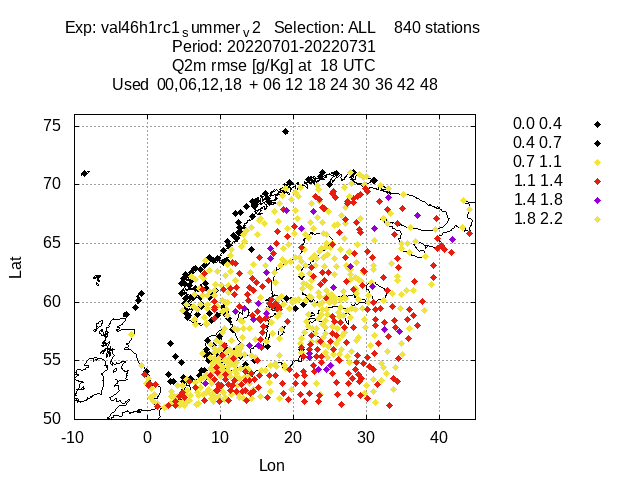 Exp: val46h1rc1summerv2 Selection: ALL 840 stations
Period: 20220701-20220731
Q2m rmse [g/Kg] at 18 UTC
Used 00,06,12,18 + 06 12 18 24 30 36 42 48
75
70
65
60
55
50
Lat
-10 0 10 20 30 40
Lon
0.0 0.4
0.4 0.7
0.7 1.1
1.1 1.4
1.4 1.8
1.8 2.2